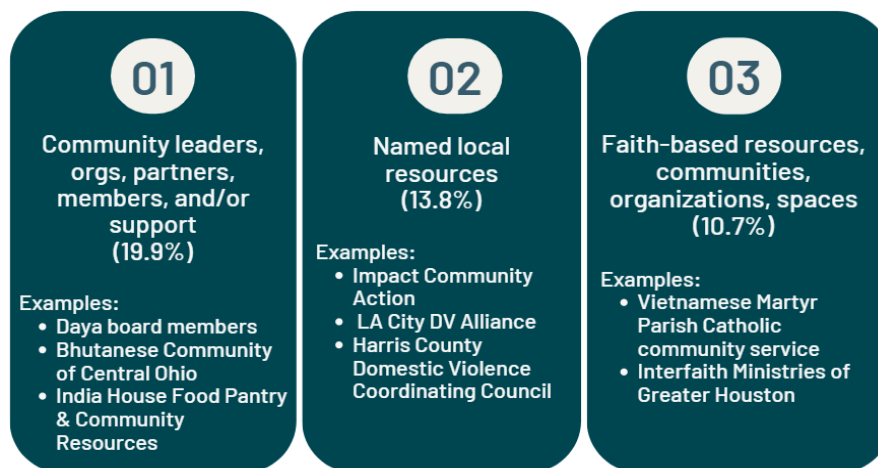 01
Community leaders,
orgs, partners,
members, and/or
support
(19.9%)
Examples:
• Daya board members
• Bhutanese Community
of Central Ohio
• India House Food Pantry
& Community
Resources
02
Named local
resources
(13.8%)
Examples:
• Impact Community
Action
• LA City DV Alliance
• Harris County
Domestic Violence
Coordinating Council
03
Faith-based resources,
communities,
organizations, spaces
(10.7%)
Examples:
• Vietnamese Martyr
Parish Catholic
community service
• Interfaith Ministries of
Greater Houston